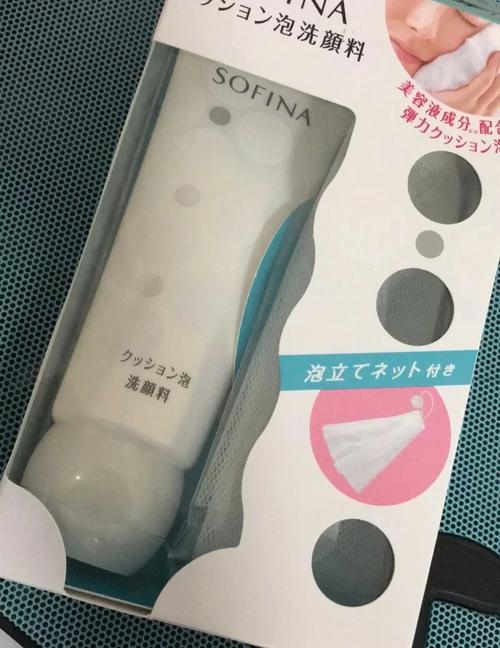 クッション泡洗顔料
美容液成分※配合
弾力クッション泡
SOFINA
クッション泡
洗顔料
泡立てネット付き